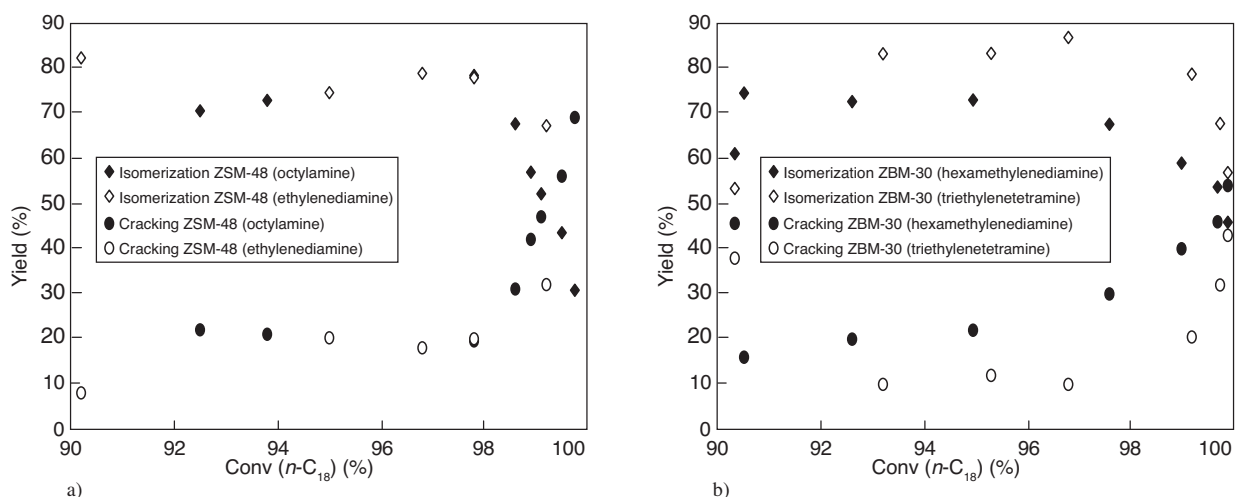 90
80
70
60
50
40
30
20
10
0
Yield (%)
Isomerization ZSM-48 (octylamine)
Isomerization ZSM-48 (ethylenediamine)
Cracking ZSM-48 (octylamine)
Cracking ZSM-48 (ethylenediamine)
90 92 94 96 98 100
Conv (n-C18) (%)
a)
90
80
70
60
50
40
30
20
10
0
Yield (%)
Isomerization ZBM-30 (hexamethylenediamine)
Isomerization ZBM-30 (triethylenetetramine)
Cracking ZBM-30 (hexamethylenediamine)
Cracking ZBM-30 (triethylenetetramine)
90 92 94 96 98 100
Conv (n-C18) (%)
b)